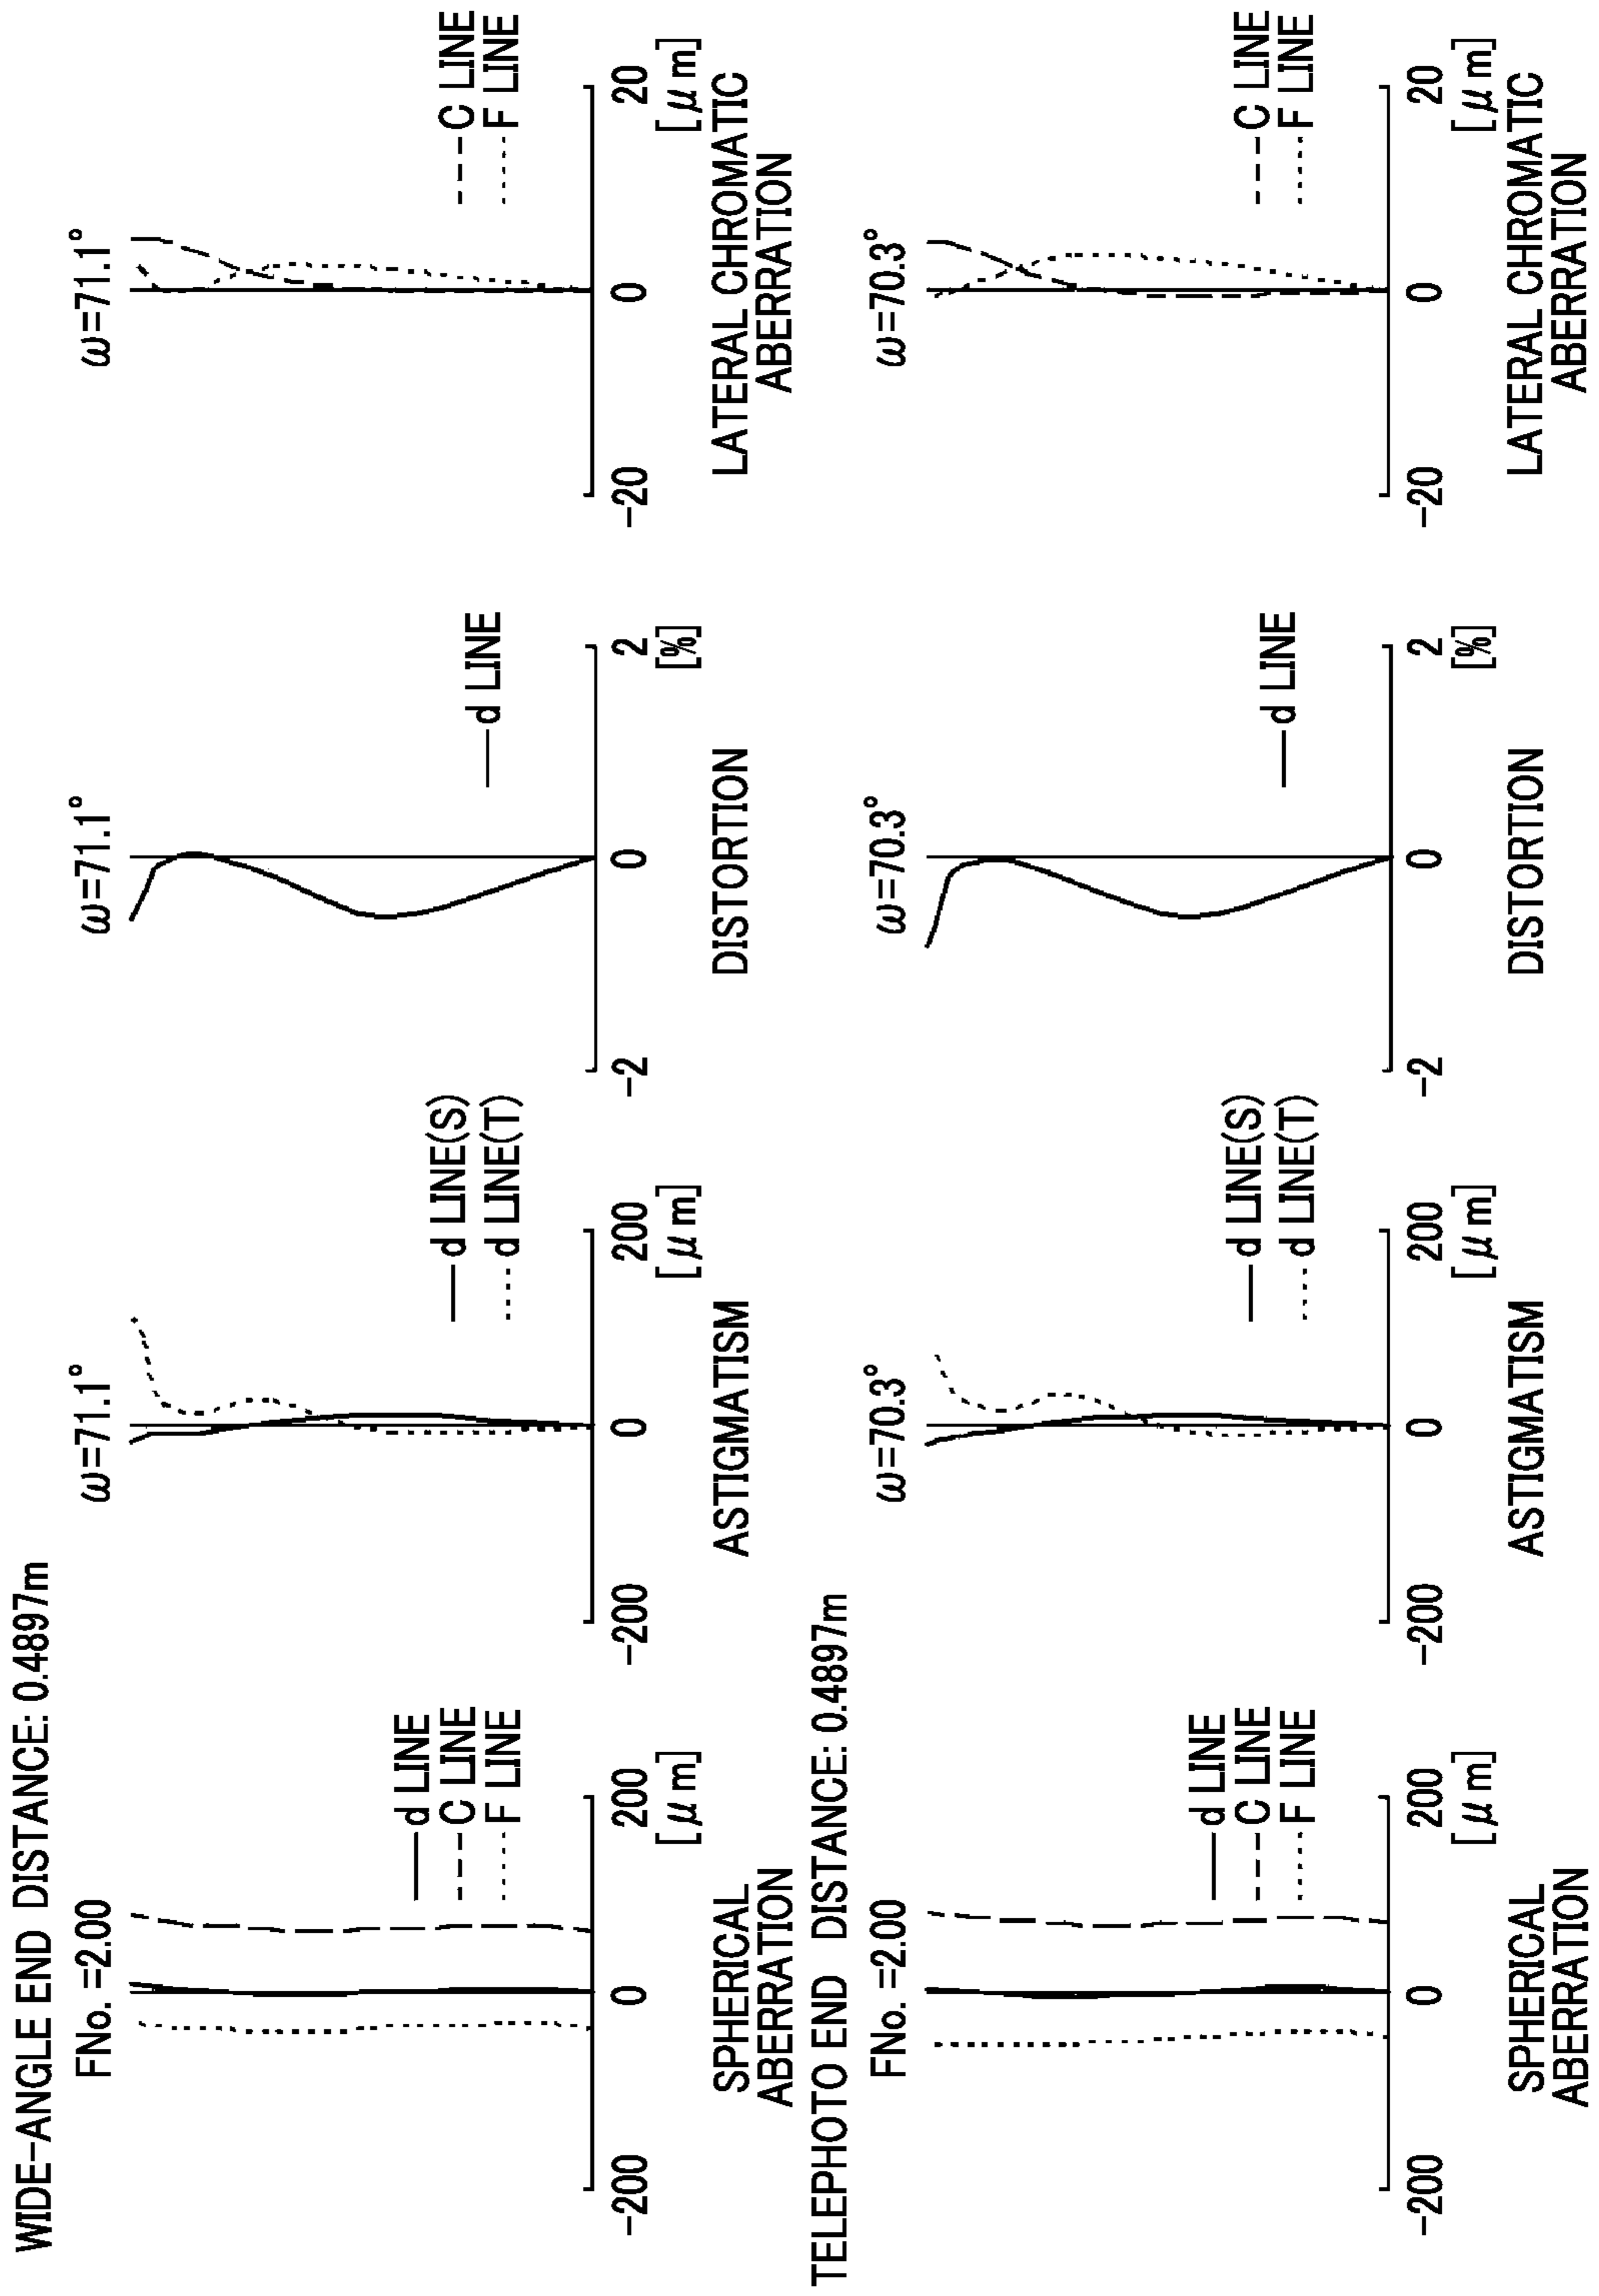 WIDE-ANGLE END DISTANCE: 0.4897m
FNo. =2.00
d LINE
C LINE
F LINE
-200 0 200
[μm]
SPHERICAL
ABERRATION
ω=71.1°
d LINE(S)
d LINE(T)
-200 0 200
[μm]
ASTIGMATISM
ω=71.1°
d LINE
-2 0 2
[%]
DISTORTION
ω=71.1°
C LINE
F LINE
-20 0 20
[μm]
LATERAL CHROMATIC
ABERRATION
TELEPHOTO END DISTANCE: 0.4897m
FNo. =2.00
d LINE
C LINE
F LINE
-200 0 200
[μm]
SPHERICAL
ABERRATION
ω=70.3°
d LINE(S)
d LINE(T)
-200 0 200
[μm]
ASTIGMATISM
ω=70.3°
d LINE
-2 0 2
[%]
DISTORTION
ω=70.3°
C LINE
F LINE
-20 0 20
[μm]
LATERAL CHROMATIC
ABERRATION